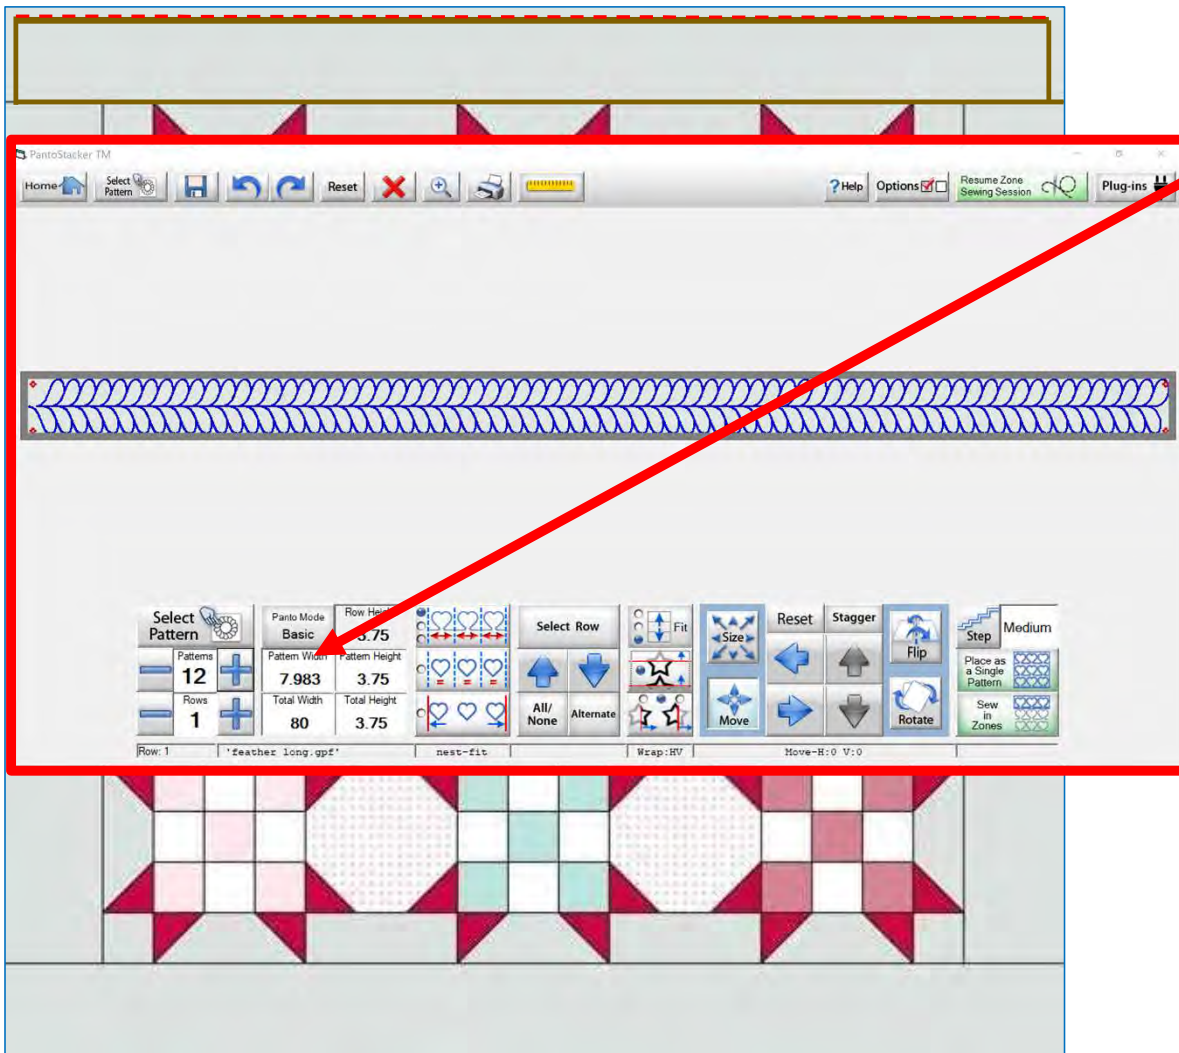 PantoStacker TM
Home
Select
Pattern
Reset
?Help
Options
Resume Zone
Sewing Session
Plug-ins
Select
Pattern
Panto Mode
Basic
3.75
Select Row
Fit
Size
Reset
Stagger
Flip
Step
Medium
Patterns
12
Pattern Width
7.983
Pattern Height
3.75
Place as
a Single
Pattern
Rows
1
Total Width
80
Total Height
3.75
All/
None
Alternate
Move
Rotate
Sew
in
Zones
Row: 1
'feather long.gpf'
nest-fit
Wrap:HV
Move-H:0 V:0